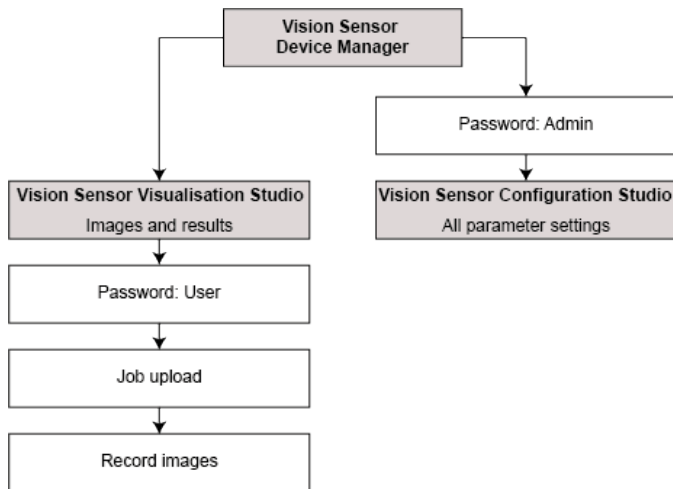 Vision Sensor
Device Manager
Password: Admin
Vision Sensor Visualisation Studio
Images and results
Vision Sensor Configuration Studio
All parameter settings
Password: User
Job upload
Record images